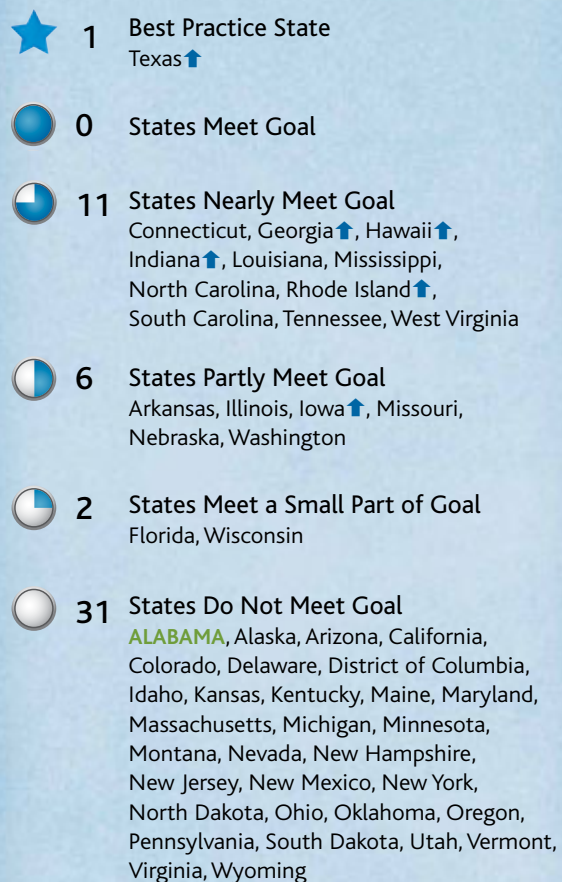 1 Best Practice State
Texas⬆
0 States Meet Goal
11 States Nearly Meet Goal
Connecticut, Georgia⬆, Hawaii⬆,
Indiana⬆, Louisiana, Mississippi,
North Carolina, Rhode Island⬆,
South Carolina, Tennessee, West Virginia
6 States Partly Meet Goal
Arkansas, Illinois, Iowa⬆, Missouri,
Nebraska, Washington
2 States Meet a Small Part of Goal
Florida, Wisconsin
31 States Do Not Meet Goal
ALABAMA, Alaska, Arizona, California,
Colorado, Delaware, District of Columbia,
Idaho, Kansas, Kentucky, Maine, Maryland,
Massachusetts, Michigan, Minnesota,
Montana, Nevada, New Hampshire,
New Jersey, New Mexico, New York,
North Dakota, Ohio, Oklahoma, Oregon,
Pennsylvania, South Dakota, Utah, Vermont,
Virginia, Wyoming